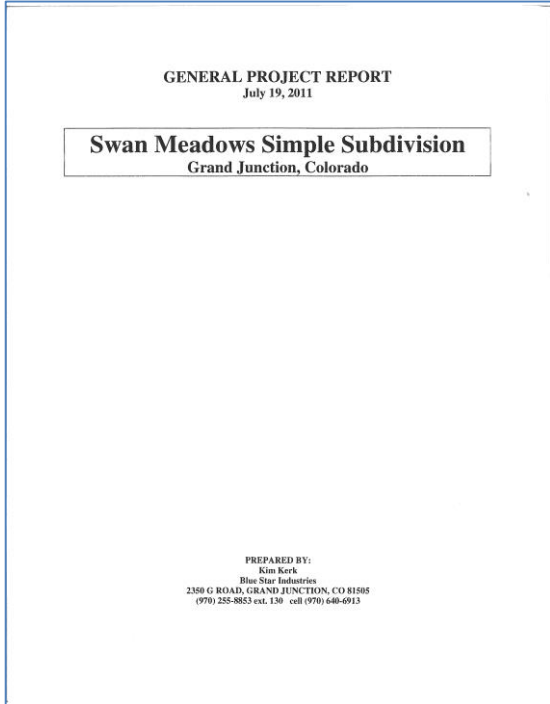 GENERAL PROJECT REPORT
July 19, 2011
Swan Meadows Simple Subdivision
Grand Junction, Colorado
PREPARED BY:
Kim Kerk
Blue Star Industries
2350 G ROAD, GRAND JUNCTION, CO 81505
(970) 255-8853 ext. 130 cell (970) 640-6913